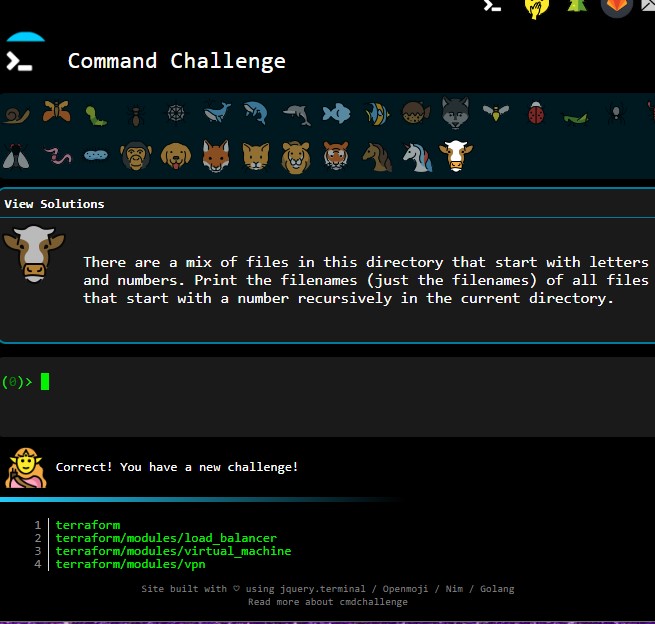 Command Challenge
View Solutions
There are a mix of files in this directory that start with letters
and numbers. Print the filenames (just the filenames) of all files
that start with a number recursively in the current directory.
(0)>
Correct! You have a new challenge!
1 terraform
2 terraform/modules/load_balancer
3 terraform/modules/virtual_machine
4 terraform/modules/vpn
Site built with ♡ using jquery.terminal / Openmoji / Nim / Golang
Read more about cmdchallenge